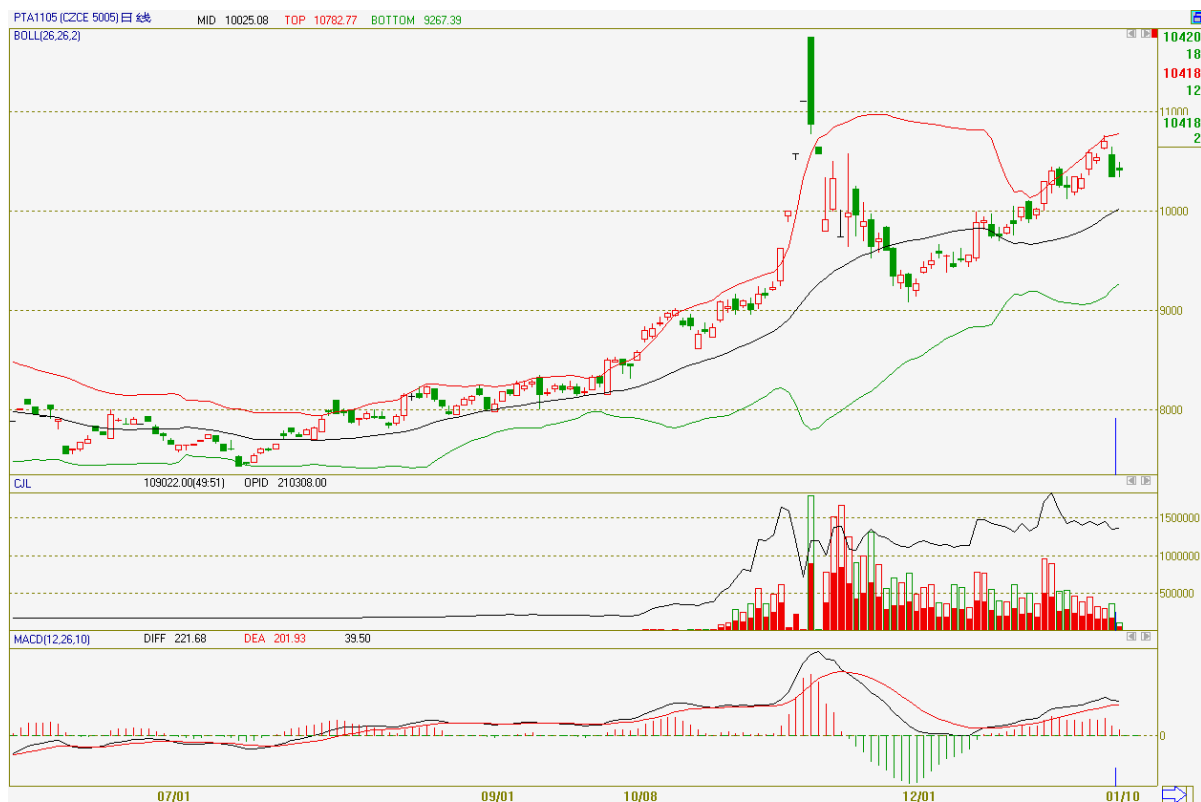 PTA1105 (CZCE 5005) 日 线 MID 10025.08 TOP 10782.77 BOTTOM 9267.39
BOLL(26,26,2)
10420
18
10418
12
11000
10418
2
10000
9000
8000
CJL 109022.00(49:51) OPID 210308.00
1500000
1000000
500000
MACD(12,26,10) DIFF 221.68 DEA 201.93 39.50
0
07/01 09/01 10/08 12/01 01/10